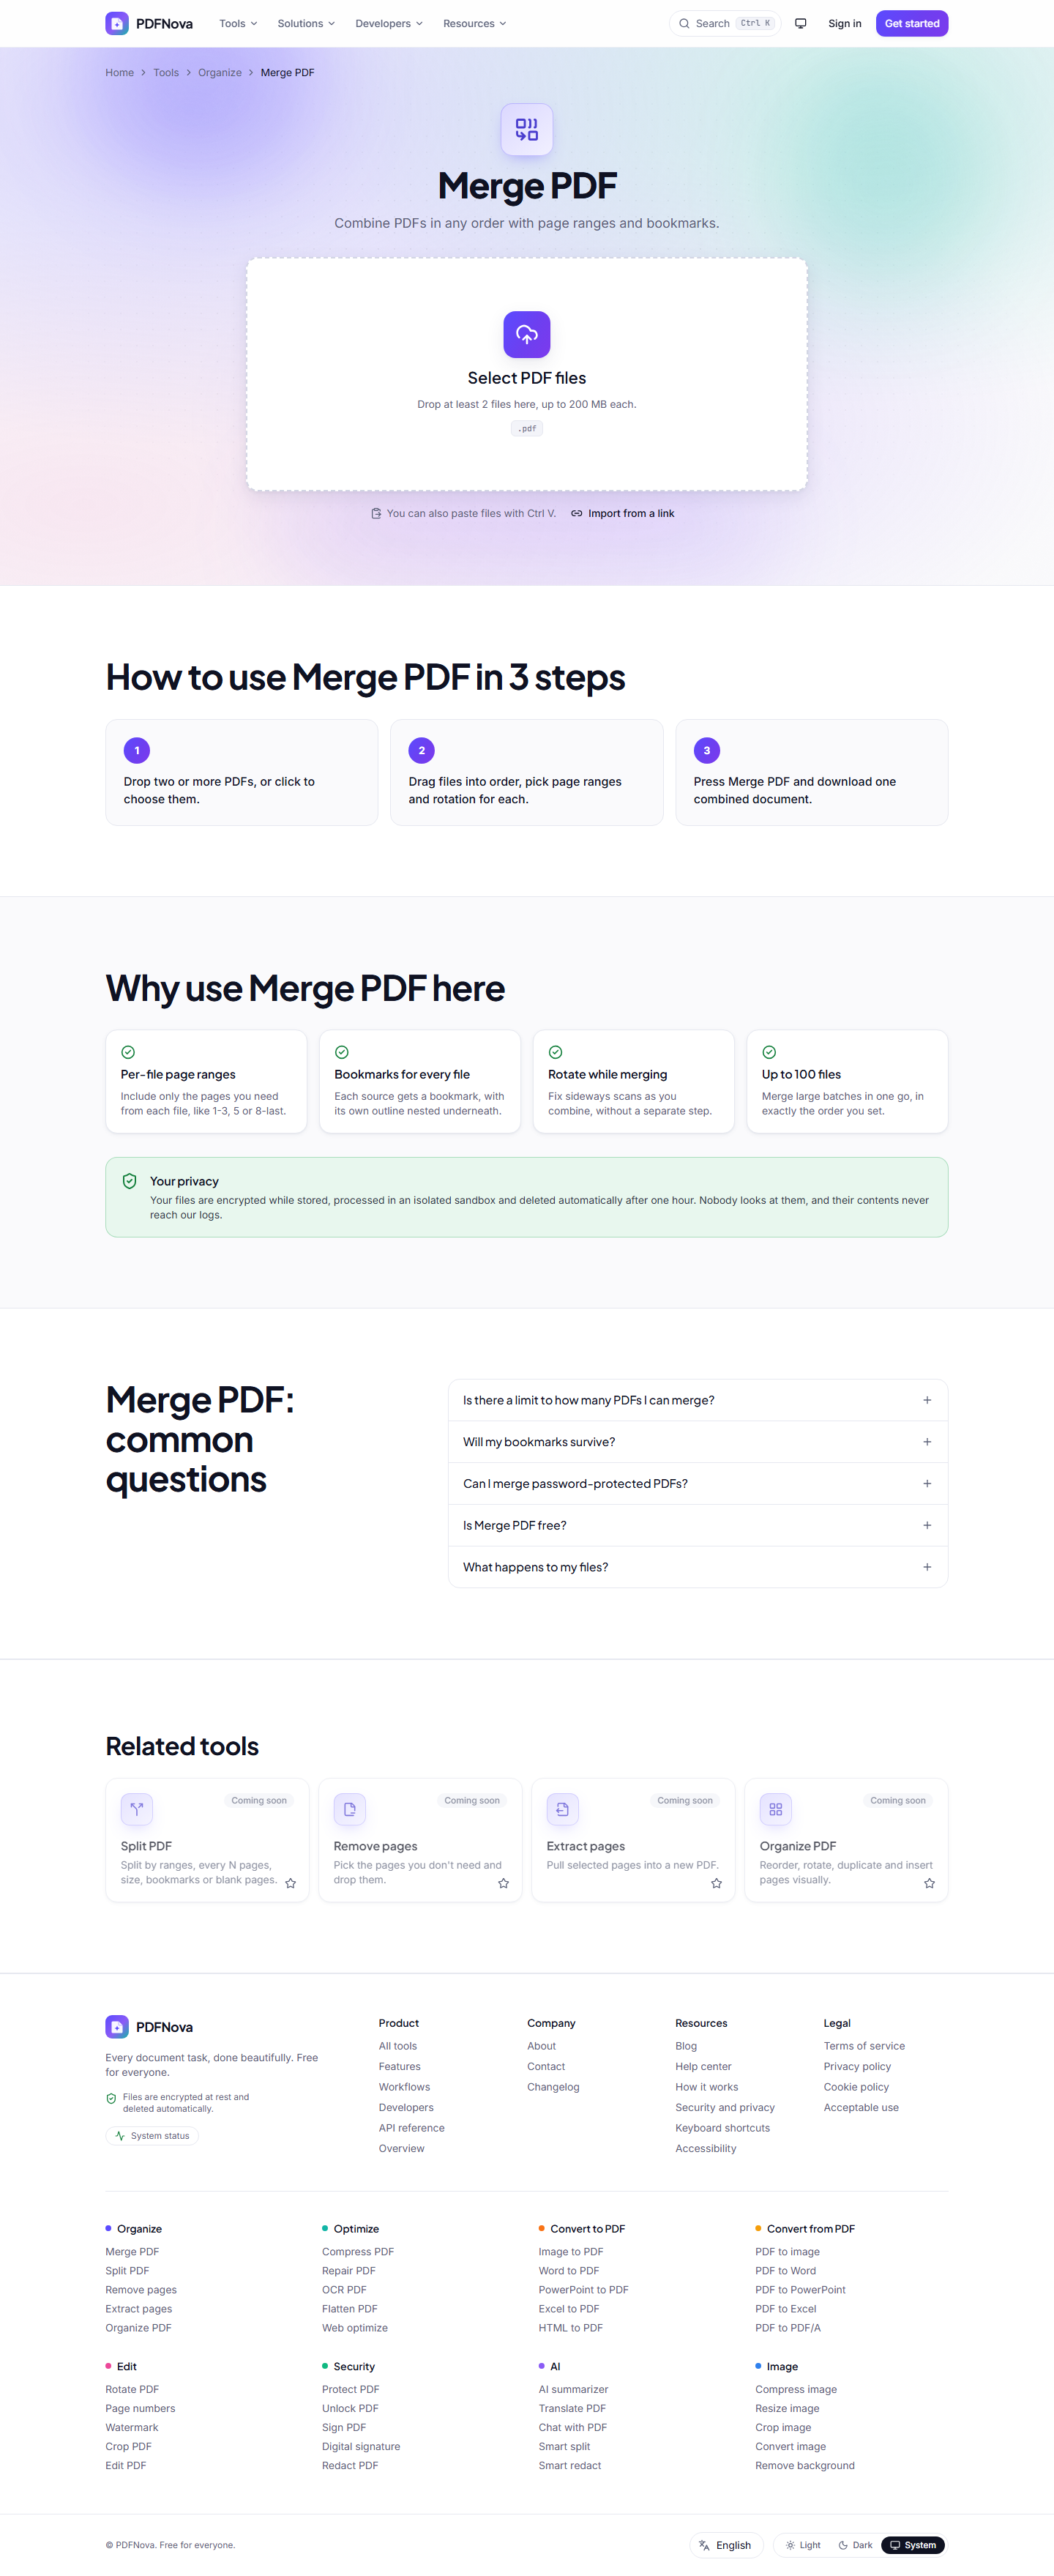 PDFNova
Tools
Solutions
Developers
Resources
Search
Ctrl K
Sign in
Get started
Home
Tools
Organize
Merge PDF
Merge PDF
Combine PDFs in any order with page ranges and bookmarks.
Select PDF files
Drop at least 2 files here, up to 200 MB each.
.pdf
You can also paste files with Ctrl V.
Import from a link
How to use Merge PDF in 3 steps
1
Drop two or more PDFs, or click to
choose them.
2
Drag files into order, pick page ranges
and rotation for each.
3
Press Merge PDF and download one
combined document.
Why use Merge PDF here
Per-file page ranges
Include only the pages you need
from each file, like 1-3, 5 or 8-last.
Bookmarks for every file
Each source gets a bookmark, with
its own outline nested underneath.
Rotate while merging
Fix sideways scans as you
combine, without a separate step.
Up to 100 files
Merge large batches in one go, in
exactly the order you set.
Your privacy
Your files are encrypted while stored, processed in an isolated sandbox and deleted automatically after one hour. Nobody looks at them, and their contents never
reach our logs.
Merge PDF:
common
questions
Is there a limit to how many PDFs I can merge?
Will my bookmarks survive?
Can I merge password-protected PDFs?
Is Merge PDF free?
What happens to my files?
Related tools
Coming soon
Split PDF
Split by ranges, every N pages,
size, bookmarks or blank pages.
Coming soon
Remove pages
Pick the pages you don't need and
drop them.
Coming soon
Extract pages
Pull selected pages into a new PDF.
Coming soon
Organize PDF
Reorder, rotate, duplicate and insert
pages visually.
PDFNova
Every document task, done beautifully. Free
for everyone.
Files are encrypted at rest and
deleted automatically.
System status
Product
All tools
Features
Workflows
Developers
API reference
Overview
Company
About
Contact
Changelog
Resources
Blog
Help center
How it works
Security and privacy
Keyboard shortcuts
Accessibility
Legal
Terms of service
Privacy policy
Cookie policy
Acceptable use
Organize
Merge PDF
Split PDF
Remove pages
Extract pages
Organize PDF
Optimize
Compress PDF
Repair PDF
OCR PDF
Flatten PDF
Web optimize
Convert to PDF
Image to PDF
Word to PDF
PowerPoint to PDF
Excel to PDF
HTML to PDF
Convert from PDF
PDF to image
PDF to Word
PDF to PowerPoint
PDF to Excel
PDF to PDF/A
Edit
Rotate PDF
Page numbers
Watermark
Crop PDF
Edit PDF
Security
Protect PDF
Unlock PDF
Sign PDF
Digital signature
Redact PDF
AI
AI summarizer
Translate PDF
Chat with PDF
Smart split
Smart redact
Image
Compress image
Resize image
Crop image
Convert image
Remove background
© PDFNova. Free for everyone.
English
Light
Dark
System